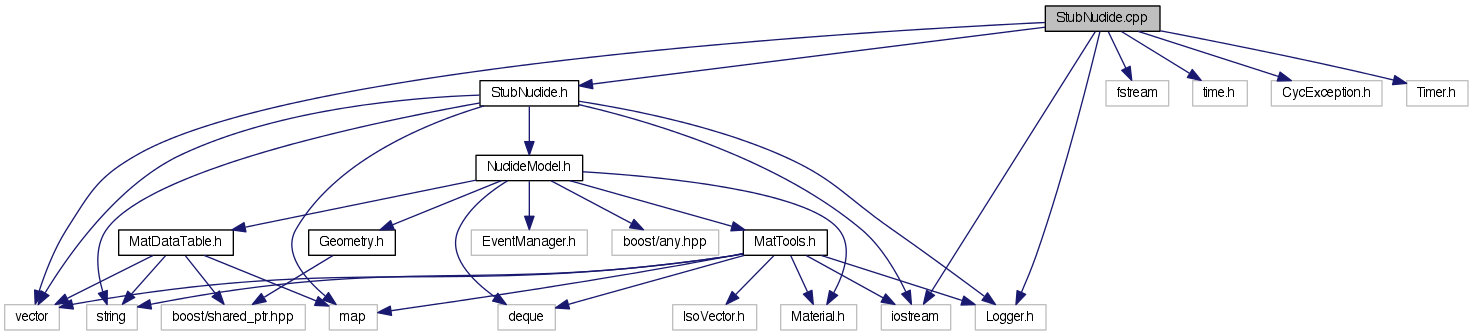 StubNuclide.cpp
StubNuclide.h
fstream
time.h
CycException.h
Timer.h
NuclideModel.h
MatDataTable.h
Geometry.h
EventManager.h
boost/any.hpp
MatTools.h
vector
string
boost/shared_ptr.hpp
map
deque
IsoVector.h
Material.h
iostream
Logger.h